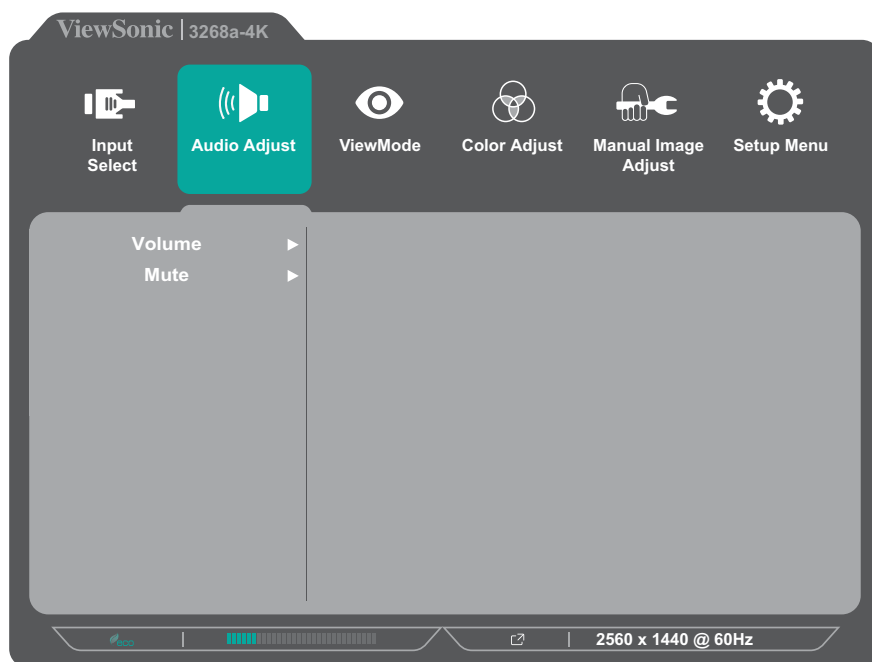 ViewSonic | 3268a-4K
Input Select
Audio Adjust
ViewMode
Color Adjust
Manual Image Adjust
Setup Menu
Volume
Mute
eco
2560 x 1440 @ 60Hz